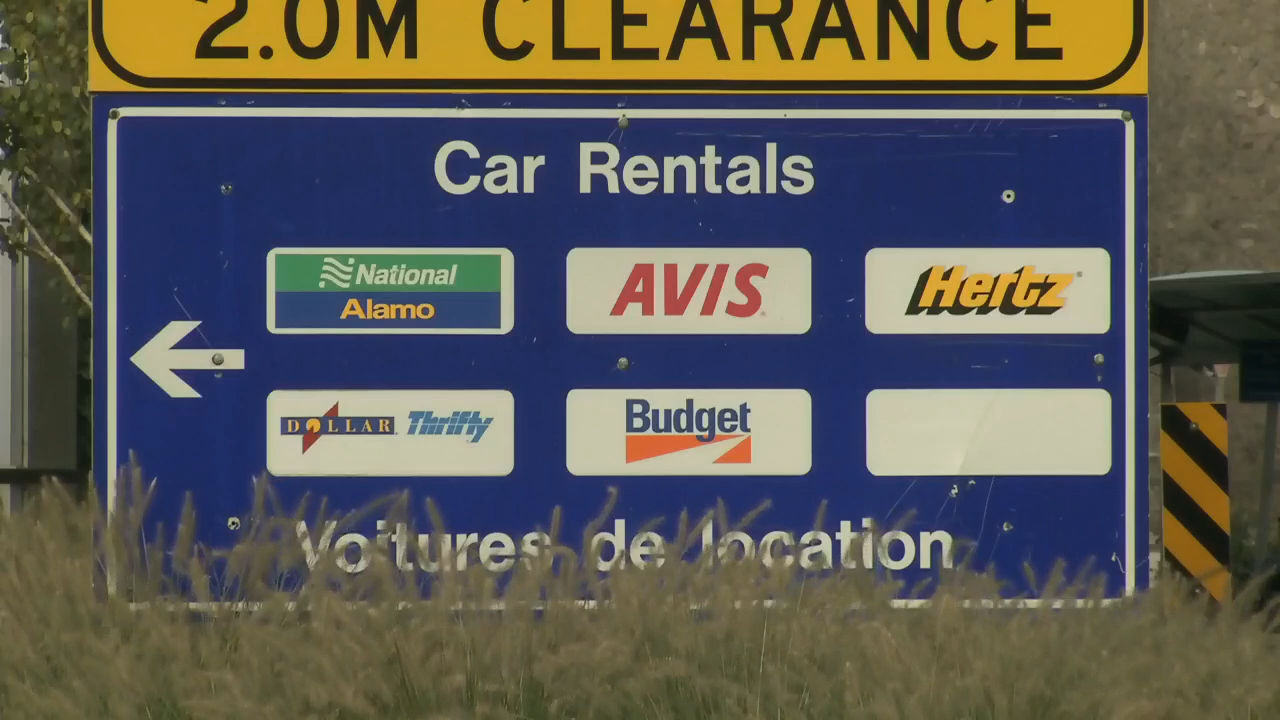 2.0M CLEARANCE
Car Rentals
National
Alamo
AVIS
Hertz
DOLLAR Thrifty
Budget
Voitures de location